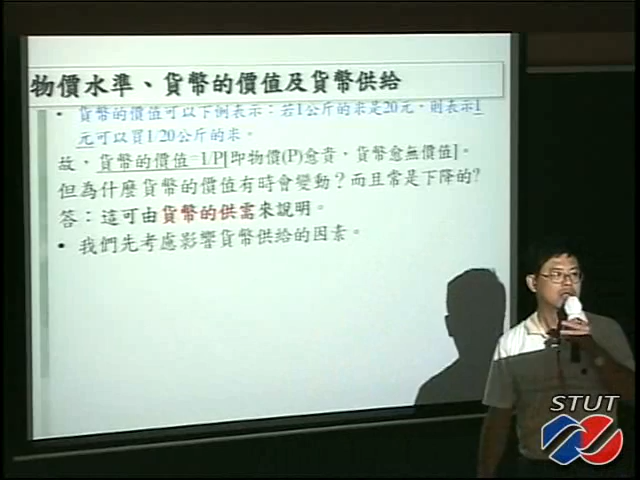 物價水準、貨幣的價值及貨幣供給
• 貨幣的價值可以下例表示：若1公斤的米是20元，則表示1
元可以買1/20公斤的米。
故，貨幣的價值=1/P[即物價(P)愈貴，貨幣愈無價值]。
但為什麼貨幣的價值有時會變動？而且常是下降的?
答：這可由貨幣的供需來說明。
• 我們先考慮影響貨幣供給的因素。
STUT